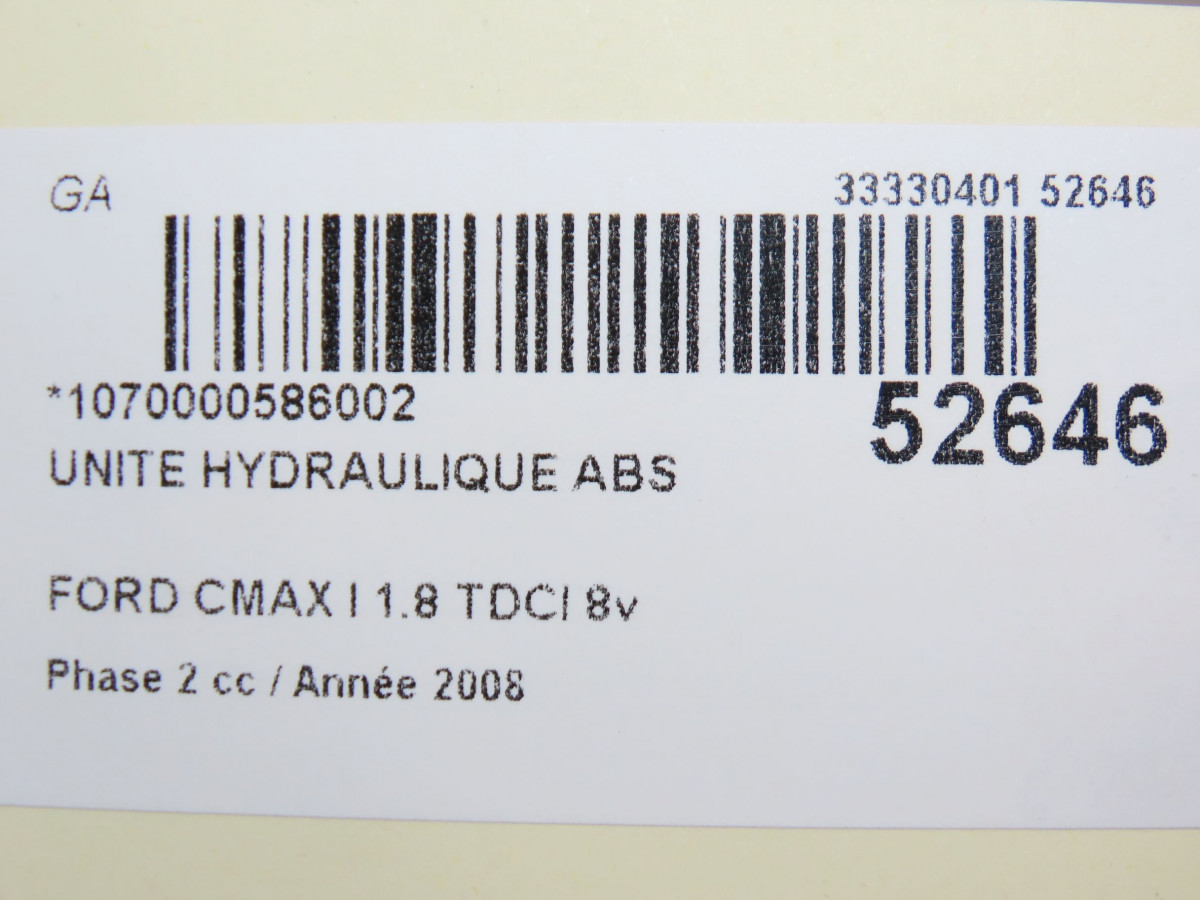 GA 33330401 52646
*1070000586002 52646
UNITE HYDRAULIQUE ABS
FORD CMAX I 1.8 TDCI 8v
Phase 2 cc / Année 2008